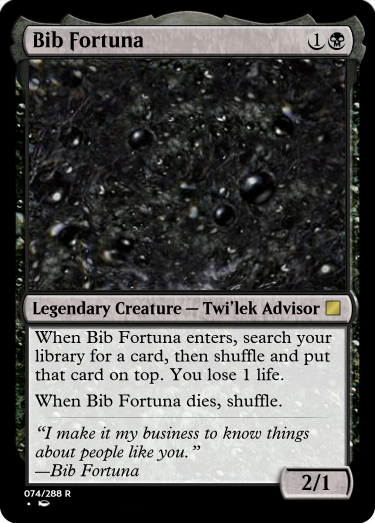 Bib Fortuna 1
Legendary Creature — Twi'lek Advisor
When Bib Fortuna enters, search your
library for a card, then shuffle and put
that card on top. You lose 1 life.
When Bib Fortuna dies, shuffle.
"I make it my business to know things
about people like you."
—Bib Fortuna
2/1
074/288 R